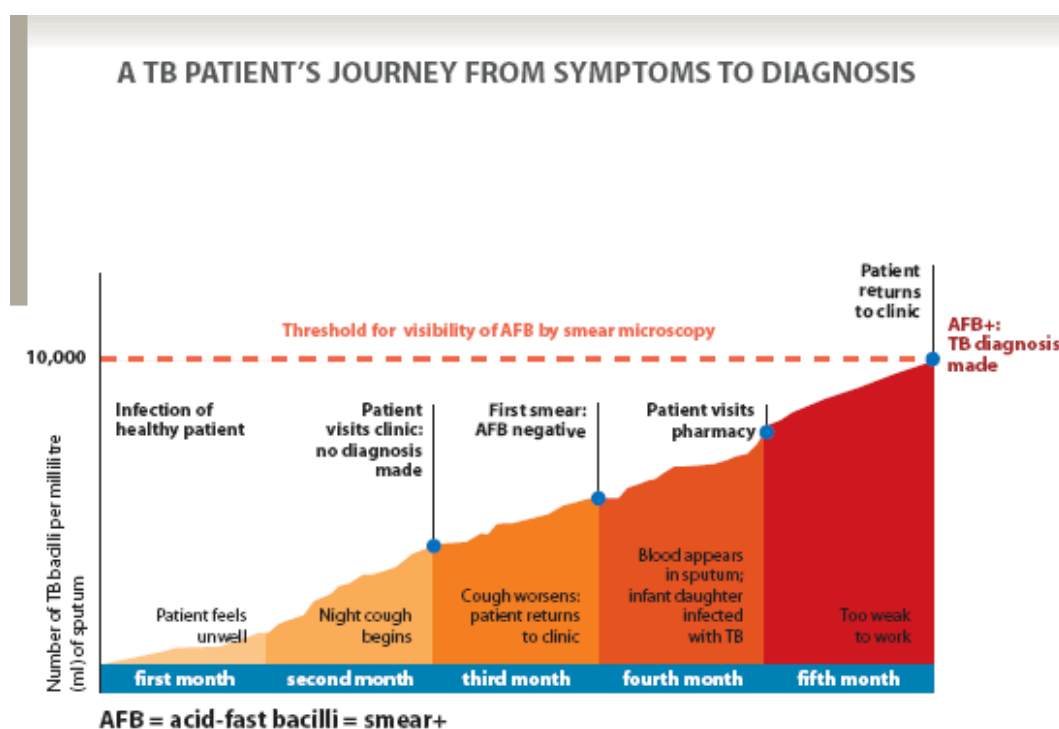 A TB PATIENT'S JOURNEY FROM SYMPTOMS TO DIAGNOSIS
Patient
returns
to clinic
Threshold for visibility of AFB by smear microscopy
AFB+:
TB diagnosis
made
10,000
Infection of
healthy patient
Patient
visits clinic:
no diagnosis
made
First smear:
AFB negative
Patient visits
pharmacy
Number of TB bacilli per millilitre
(ml) of sputum
Patient feels
unwell
Night cough
begins
Cough worsens:
patient returns
to clinic
Blood appears
in sputum;
infant daughter
infected
with TB
Too weak
to work
first month
second month
third month
fourth month
fifth month
AFB = acid-fast bacilli = smear+